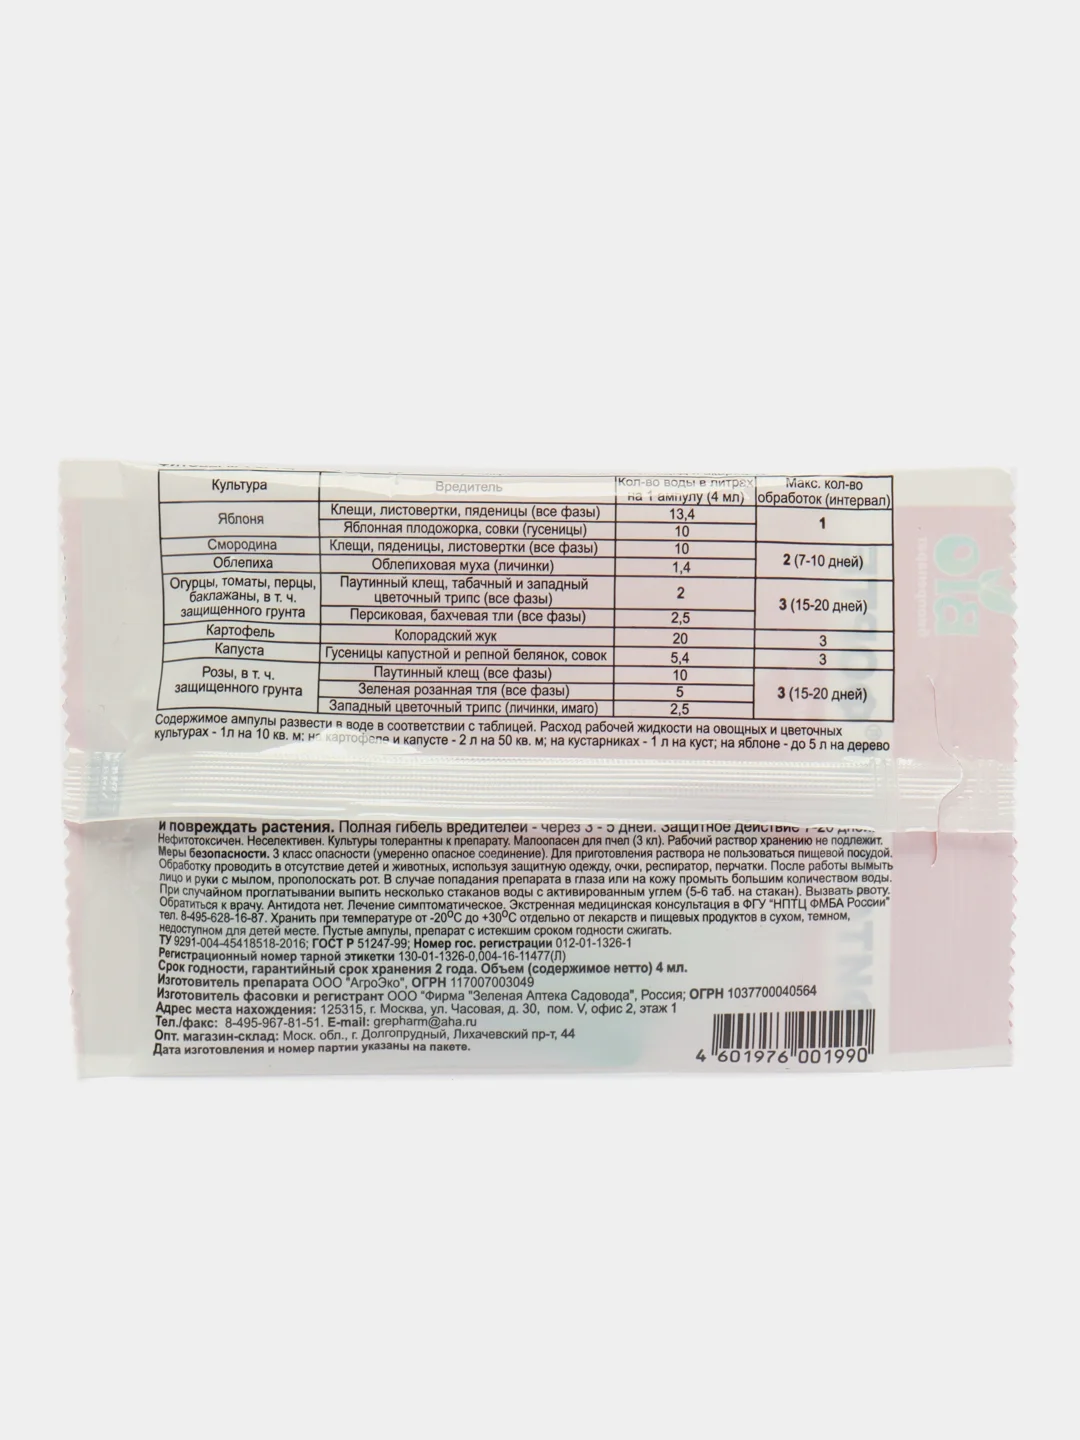 Культура Вредитель Кол-во воды в литрах на 1 ампулу (4 мл) Макс. кол-во обработок (интервал)
Яблоня Клещи, листовертки, пяденицы (все фазы) 13,4 1
Яблонная плодожорка, совки (гусеницы) 10
Смородина Клещи, пяденицы, листовертки (все фазы) 10 2 (7-10 дней)
Облепиха Облепиховая муха (личинки) 1,4
Огурцы, томаты, перцы, баклажаны, в т. ч. защищенного грунта Паутинный клещ, табачный и западный цветочный трипс (все фазы) 2 3 (15-20 дней)
Персиковая, бахчевая тли (все фазы) 2,5
Картофель Колорадский жук 20 3
Капуста Гусеницы капустной и репной белянок, совок 5,4 3
Розы, в т. ч. защищенного грунта Паутинный клещ (все фазы) 10 3 (15-20 дней)
Зеленая розанная тля (все фазы) 5
Западный цветочный трипс (личинки, имаго) 2,5
Содержимое ампулы развести в воде в соответствии с таблицей. Расход рабочей жидкости на овощных и цветочных
культурах - 1л на 10 кв. м; на картофеле и капусте - 2 л на 50 кв. м; на кустарниках - 1 л на куст; на яблоне - до 5 л на дерево
и повреждать растения. Полная гибель вредителей - через 3 - 5 дней. Защитное действие
Нефитотоксичен. Неселективен. Культуры толерантны к препарату. Малоопасен для пчел (3 кл). Рабочий раствор хранению не подлежит.
Меры безопасности. 3 класс опасности (умеренно опасное соединение). Для приготовления раствора не пользоваться пищевой посудой.
Обработку проводить в отсутствие детей и животных, используя защитную одежду, очки, респиратор, перчатки. После работы вымыть
лицо и руки с мылом, прополоскать рот. В случае попадания препарата в глаза или на кожу промыть большим количеством воды.
При случайном проглатывании выпить несколько стаканов воды с активированным углем (5-6 таб. на стакан). Вызвать рвоту.
Обратиться к врачу. Антидота нет. Лечение симптоматическое. Экстренная медицинская консультация в ФГУ "НПТЦ ФМБА России"
тел. 8-495-628-16-87. Хранить при температуре от -20°С до +30°С отдельно от лекарств и пищевых продуктов в сухом, темном,
недоступном для детей месте. Пустые ампулы, препарат с истекшим сроком годности сжигать.
ТУ 9291-004-45418518-2016; ГОСТ Р 51247-99; Номер гос. регистрации 012-01-1326-1
Регистрационный номер тарной этикетки 130-01-1326-0,004-16-11477(Л)
Срок годности, гарантийный срок хранения 2 года. Объем (содержимое нетто) 4 мл.
Изготовитель препарата ООО "АгроЭко", ОГРН 117007003049
Изготовитель фасовки и регистрант ООО "Фирма "Зеленая Аптека Садовода", Россия; ОГРН 1037700040564
Адрес места нахождения: 125315, г. Москва, ул. Часовая, д. 30, пом. V, офис 2, этаж 1
Тел./факс: 8-495-967-81-51. E-mail: grepharm@aha.ru
Опт. магазин-склад: Моск. обл., г. Долгопрудный, Лихачевский пр-т, 44
Дата изготовления и номер партии указаны на пакете.
4 601976 001990
Bio